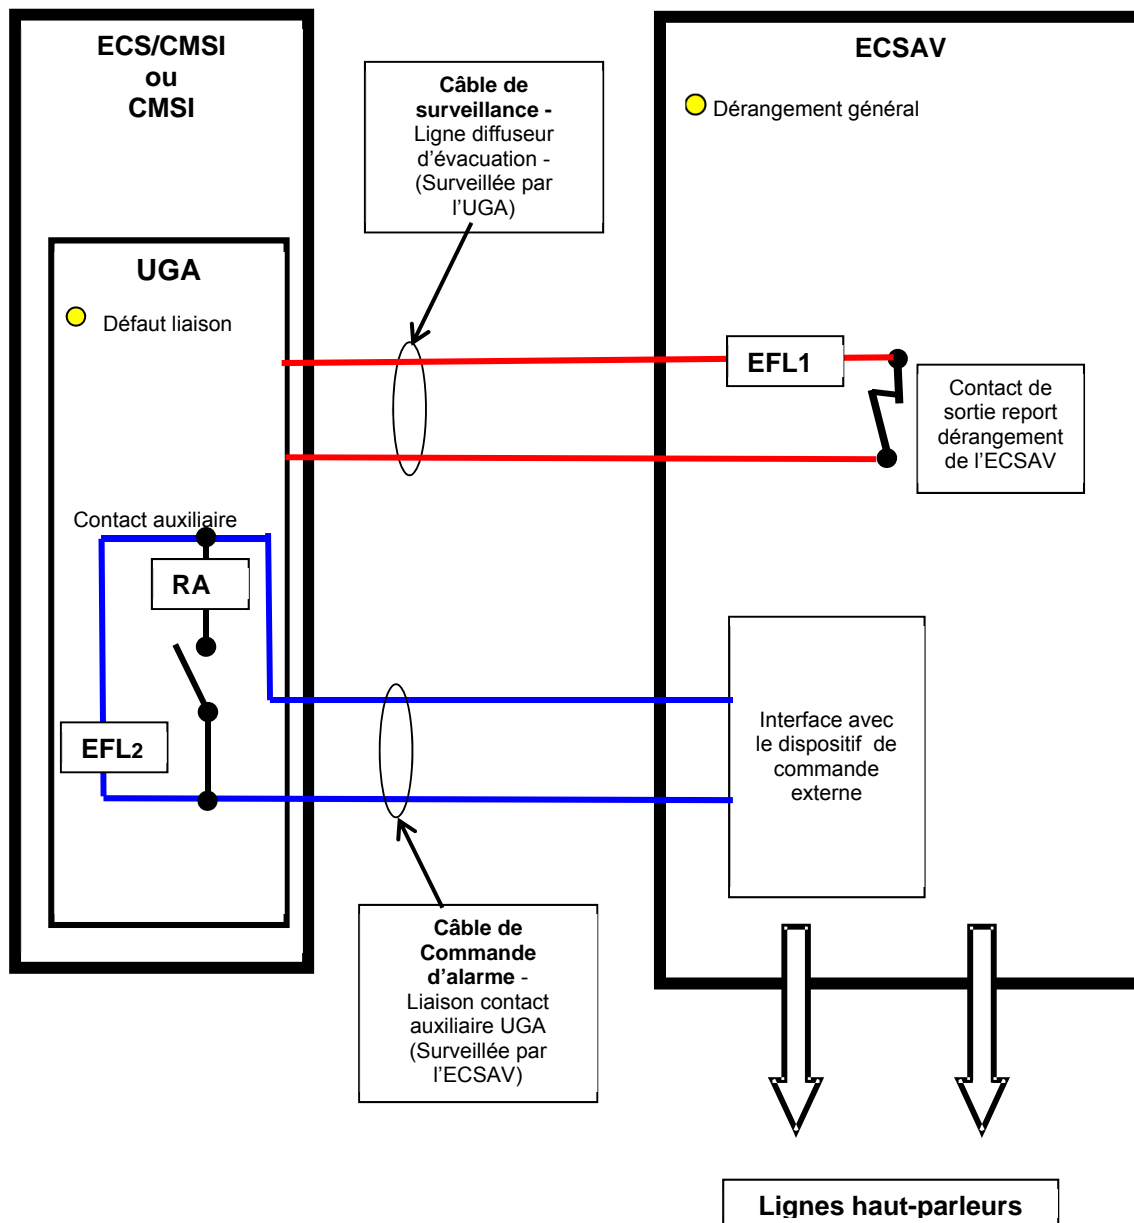 ECS/CMSI
ou
CMSI
ECSAV
Câble de
surveillance -
Ligne diffuseur
d’évacuation -
(Surveillée par
l’UGA)
Dérangement général
UGA
Défaut liaison
EFL1
Contact de
sortie report
dérangement
de l’ECSAV
Contact auxiliaire
RA
EFL2
Interface avec
le dispositif de
commande
externe
Câble de
Commande
d’alarme -
Liaison contact
auxiliaire UGA
(Surveillée par
l’ECSAV)
Lignes haut-parleurs